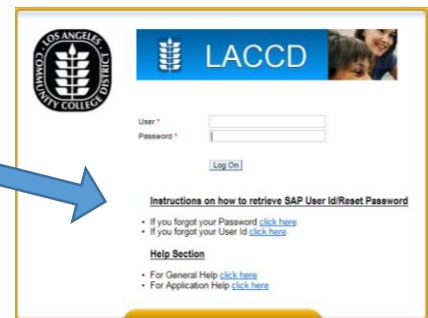 LOS ANGELES
COMMUNITY COLLEGE DISTRICT
LACCD
User *
Password *
Log On
Instructions on how to retrieve SAP User Id/Reset Password
• If you forgot your Password click here
• If you forgot your User Id click here
Help Section
• For General Help click here
• For Application Help click here